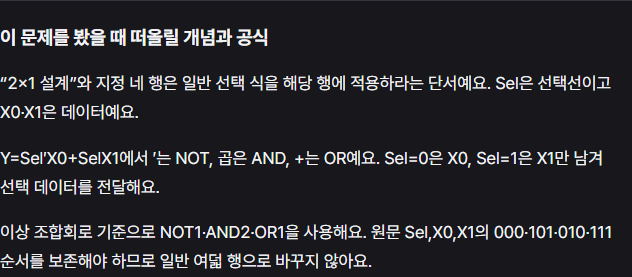 이 문제를 봤을 때 떠올릴 개념과 공식
“2×1 설계”와 지정 네 행은 일반 선택 식을 해당 행에 적용하라는 단서예요. Sel은 선택선이고
X0·X1은 데이터예요.
Y=Sel′X0+SelX1에서 ′는 NOT, 곱은 AND, +는 OR예요. Sel=0은 X0, Sel=1은 X1만 남겨
선택 데이터를 전달해요.
이상 조합회로 기준으로 NOT1·AND2·OR1을 사용해요. 원문 Sel,X0,X1의 000·101·010·111
순서를 보존해야 하므로 일반 여덟 행으로 바꾸지 않아요.